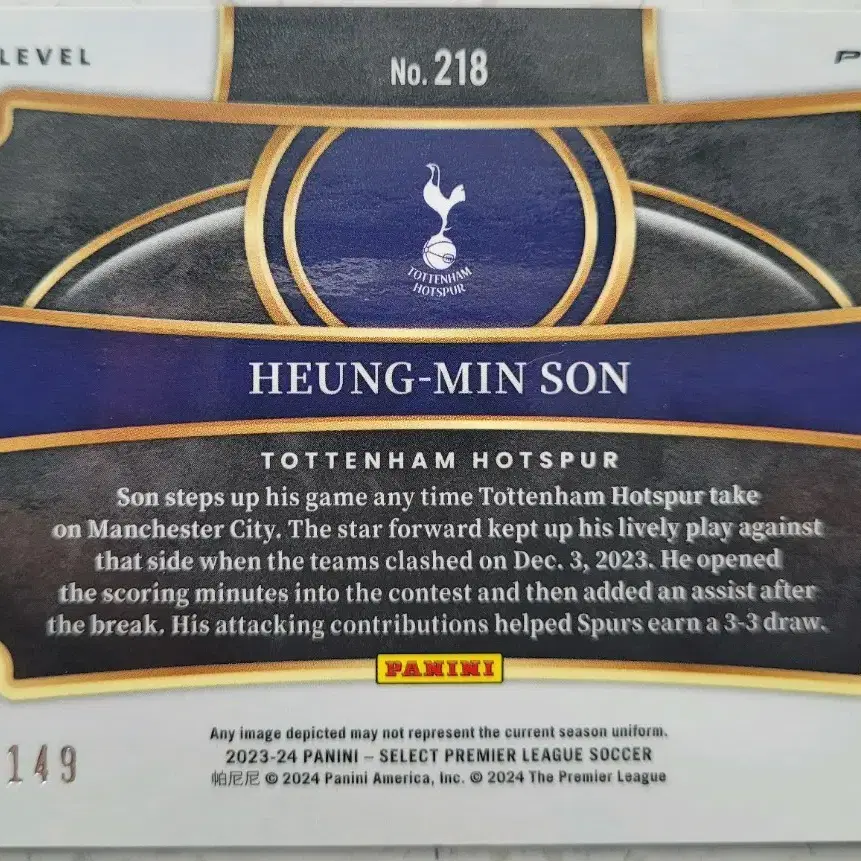 LEVEL
No. 218
TOTTENHAM
HOTSPUR
HEUNG-MIN SON
TOTTENHAM HOTSPUR
Son steps up his game any time Tottenham Hotspur take
on Manchester City. The star forward kept up his lively play against
that side when the teams clashed on Dec. 3, 2023. He opened
the scoring minutes into the contest and then added an assist after
the break. His attacking contributions helped Spurs earn a 3-3 draw.
PANINI
149
Any image depicted may not represent the current season uniform.
2023-24 PANINI – SELECT PREMIER LEAGUE SOCCER
帕尼尼 © 2024 Panini America, Inc. © 2024 The Premier League